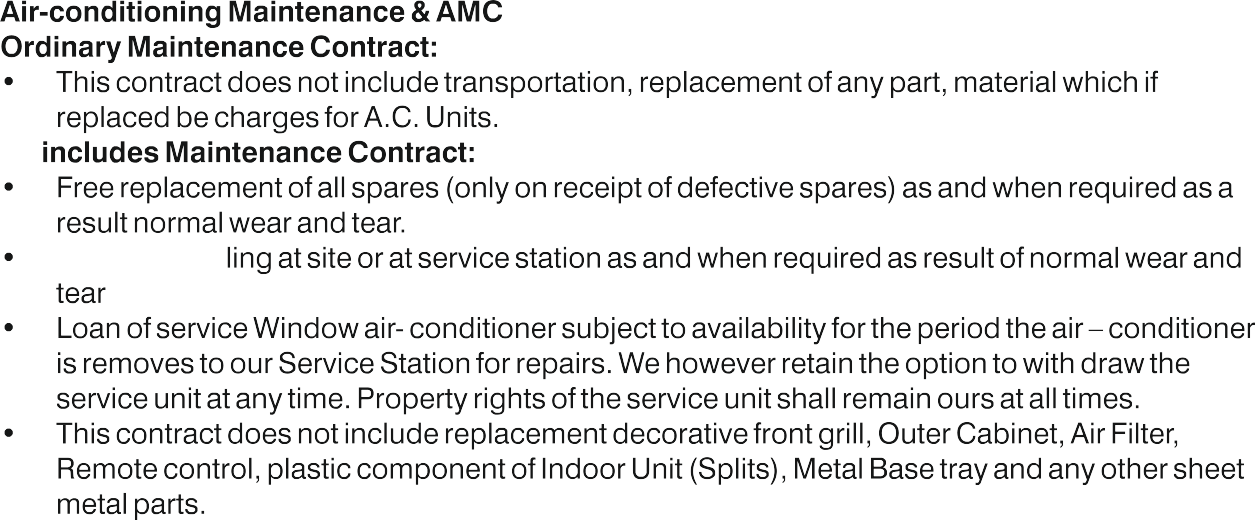 Air-conditioning Maintenance & AMC
Ordinary Maintenance Contract:
• This contract does not include transportation, replacement of any part, material which if
replaced be charges for A.C. Units.
includes Maintenance Contract:
• Free replacement of all spares (only on receipt of defective spares) as and when required as a
result normal wear and tear.
• ling at site or at service station as and when required as result of normal wear and
tear
• Loan of service Window air- conditioner subject to availability for the period the air – conditioner
is removes to our Service Station for repairs. We however retain the option to with draw the
service unit at any time. Property rights of the service unit shall remain ours at all times.
• This contract does not include replacement decorative front grill, Outer Cabinet, Air Filter,
Remote control, plastic component of Indoor Unit (Splits), Metal Base tray and any other sheet
metal parts.